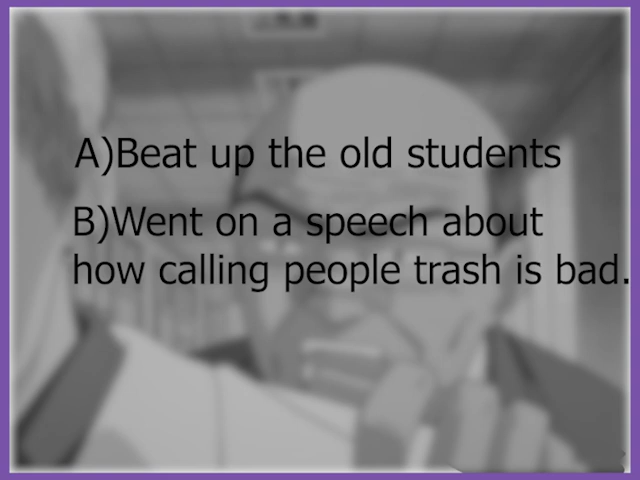 A)Beat up the old students
B)Went on a speech about
how calling people trash is bad.